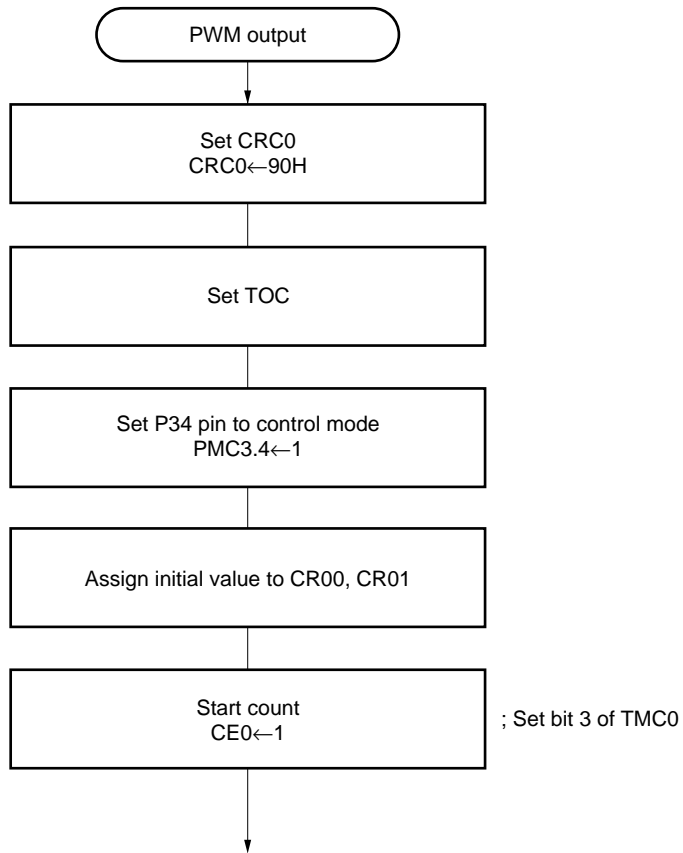 PWM output
Set CRC0
CRC0←90H
Set TOC
Set P34 pin to control mode
PMC3.4←1
Assign initial value to CR00, CR01
Start count
CE0←1
; Set bit 3 of TMC0